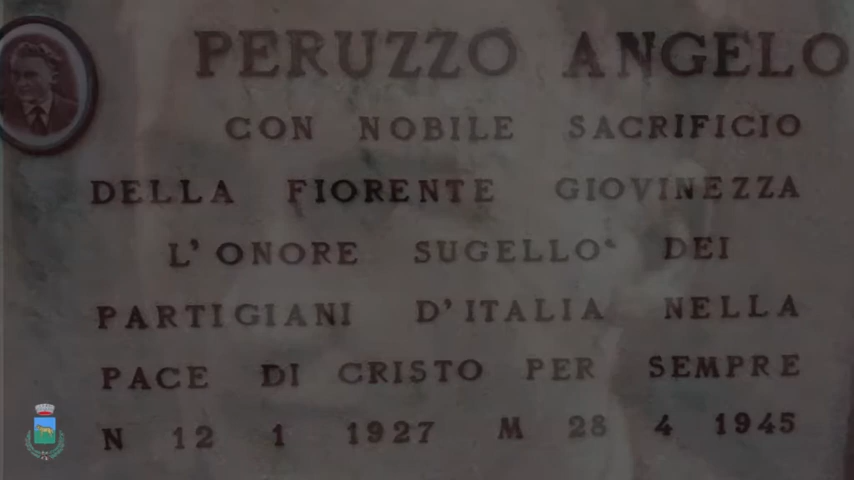 PERUZZO ANGELO
CON NOBILE SACRIFICIO
DELLA FIORENTE GIOVINEZZA
L'ONORE SUGELLO' DEI
PARTIGIANI D'ITALIA NELLA
PACE DI CRISTO PER SEMPRE
N 12 1 1927 M 28 4 1945